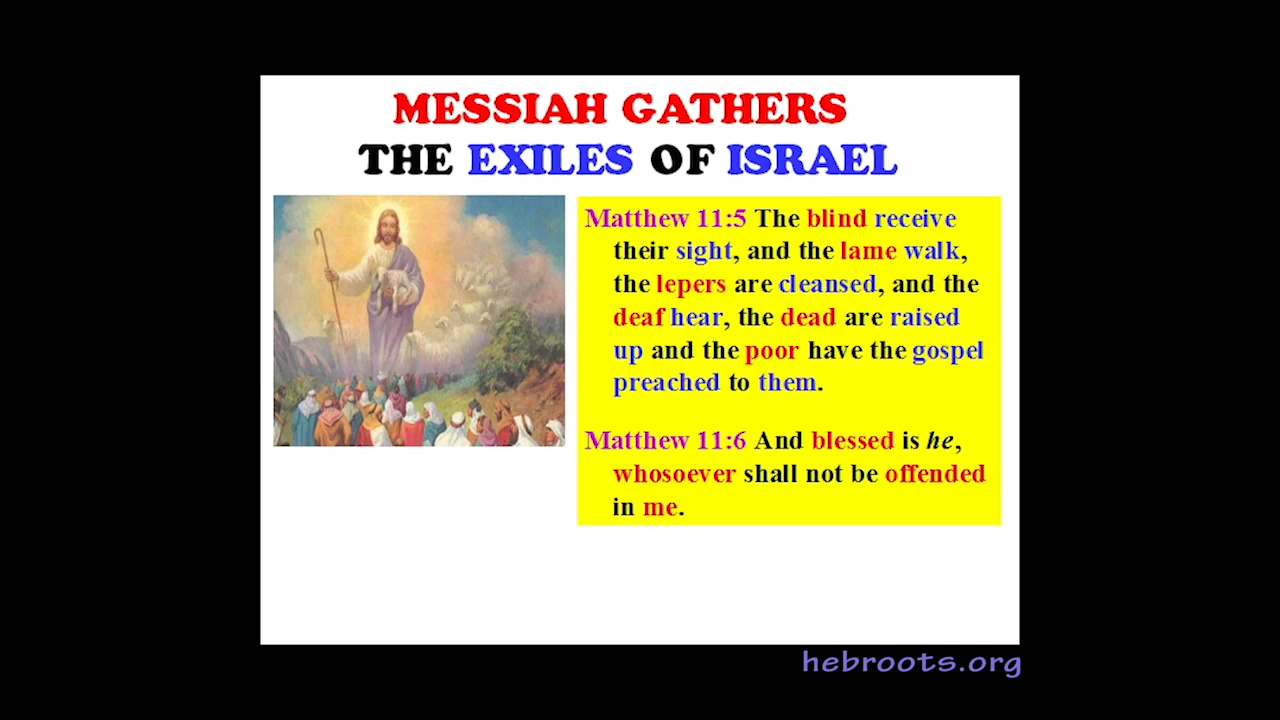 MESSIAH GATHERS
THE EXILES OF ISRAEL
Matthew 11:5 The blind receive
their sight, and the lame walk,
the lepers are cleansed, and the
deaf hear, the dead are raised
up and the poor have the gospel
preached to them.
Matthew 11:6 And blessed is he,
whosoever shall not be offended
in me.
hebroots.org